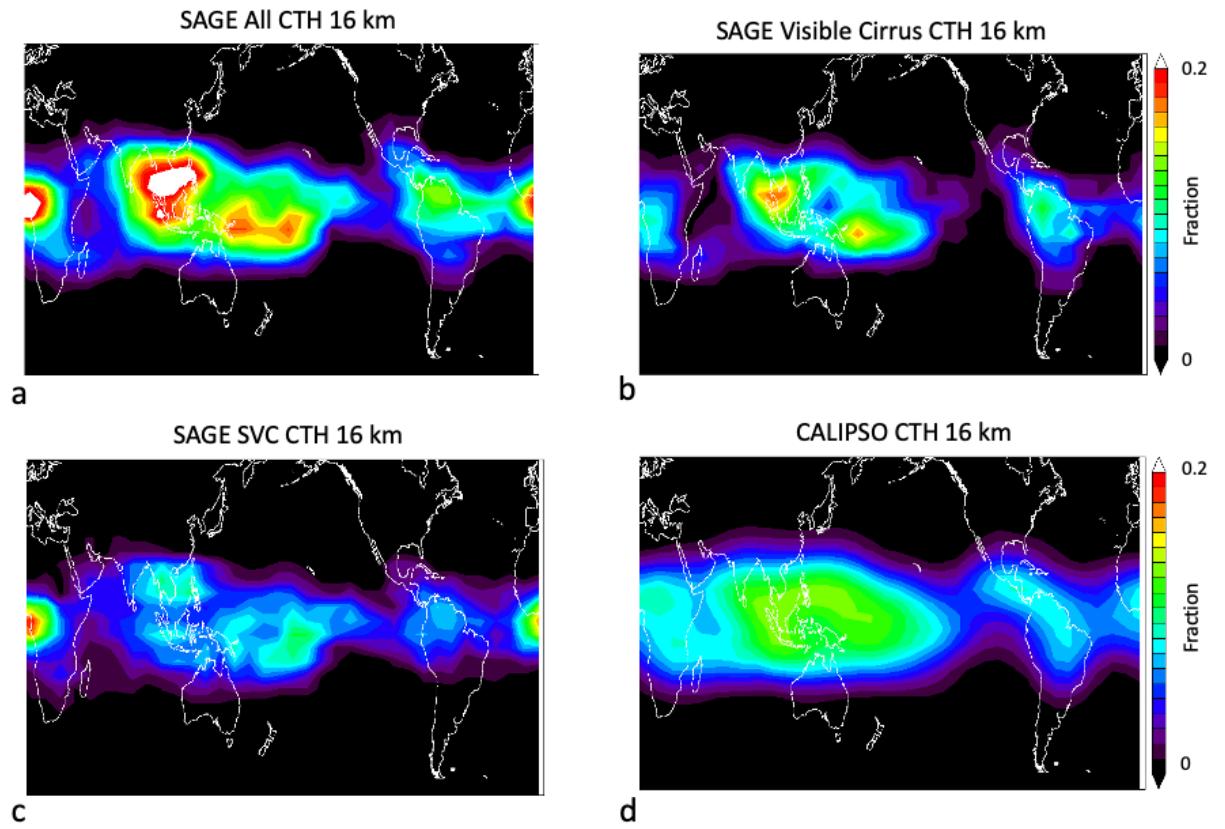 SAGE All CTH 16 km
SAGE Visible Cirrus CTH 16 km
0.2
Fraction
0
a
b
SAGE SVC CTH 16 km
CALIPSO CTH 16 km
0.2
Fraction
0
c
d